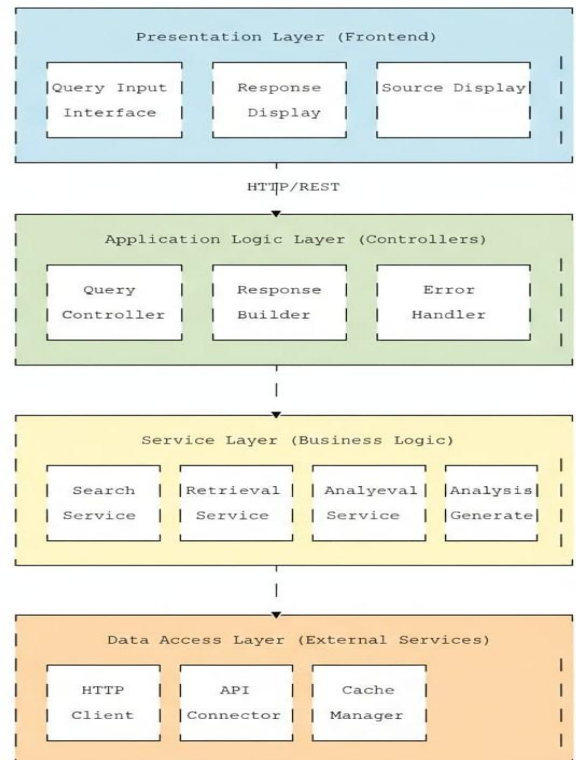 Presentation Layer (Frontend)
Query Input
Interface
Response
Display
Source Display
HTTP/REST
Application Logic Layer (Controllers)
Query
Controller
Response
Builder
Error
Handler
Service Layer (Business Logic)
Search
Service
Retrieval
Service
Analyeval
Service
Analysis
Generate
Data Access Layer (External Services)
HTTP
Client
API
Connector
Cache
Manager